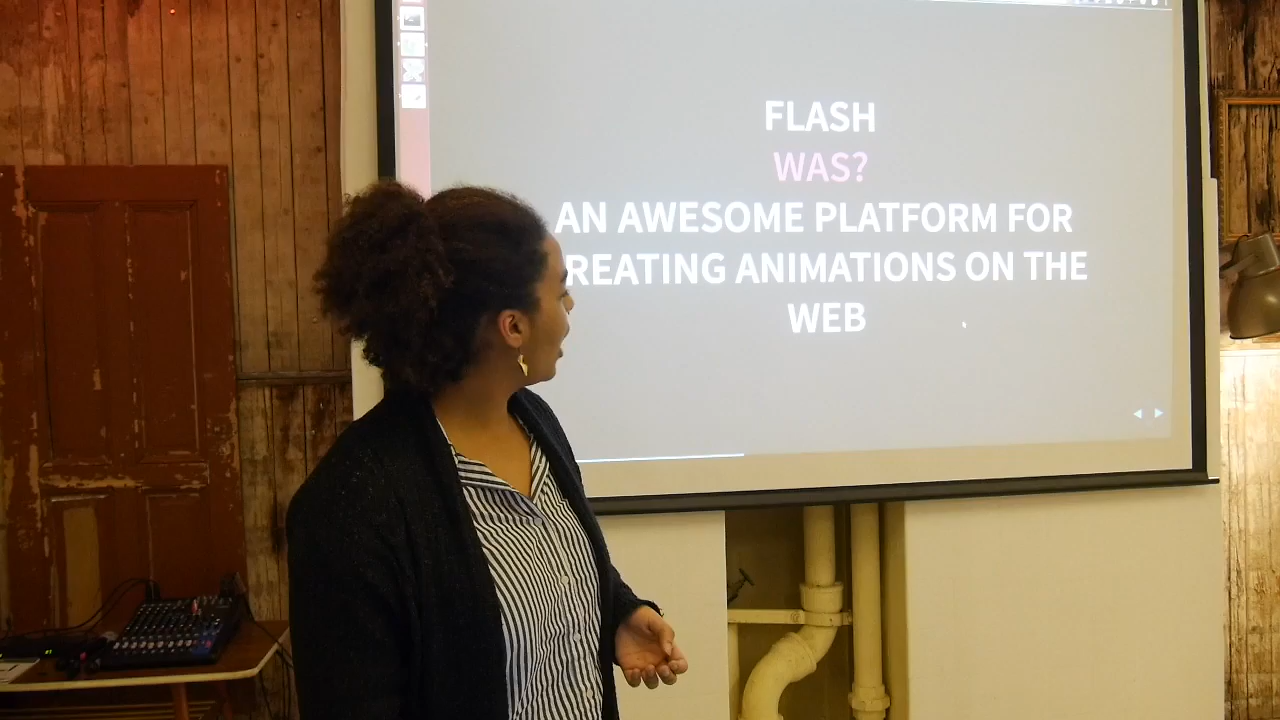 FLASH
WAS?
AN AWESOME PLATFORM FOR
REATING ANIMATIONS ON THE
WEB